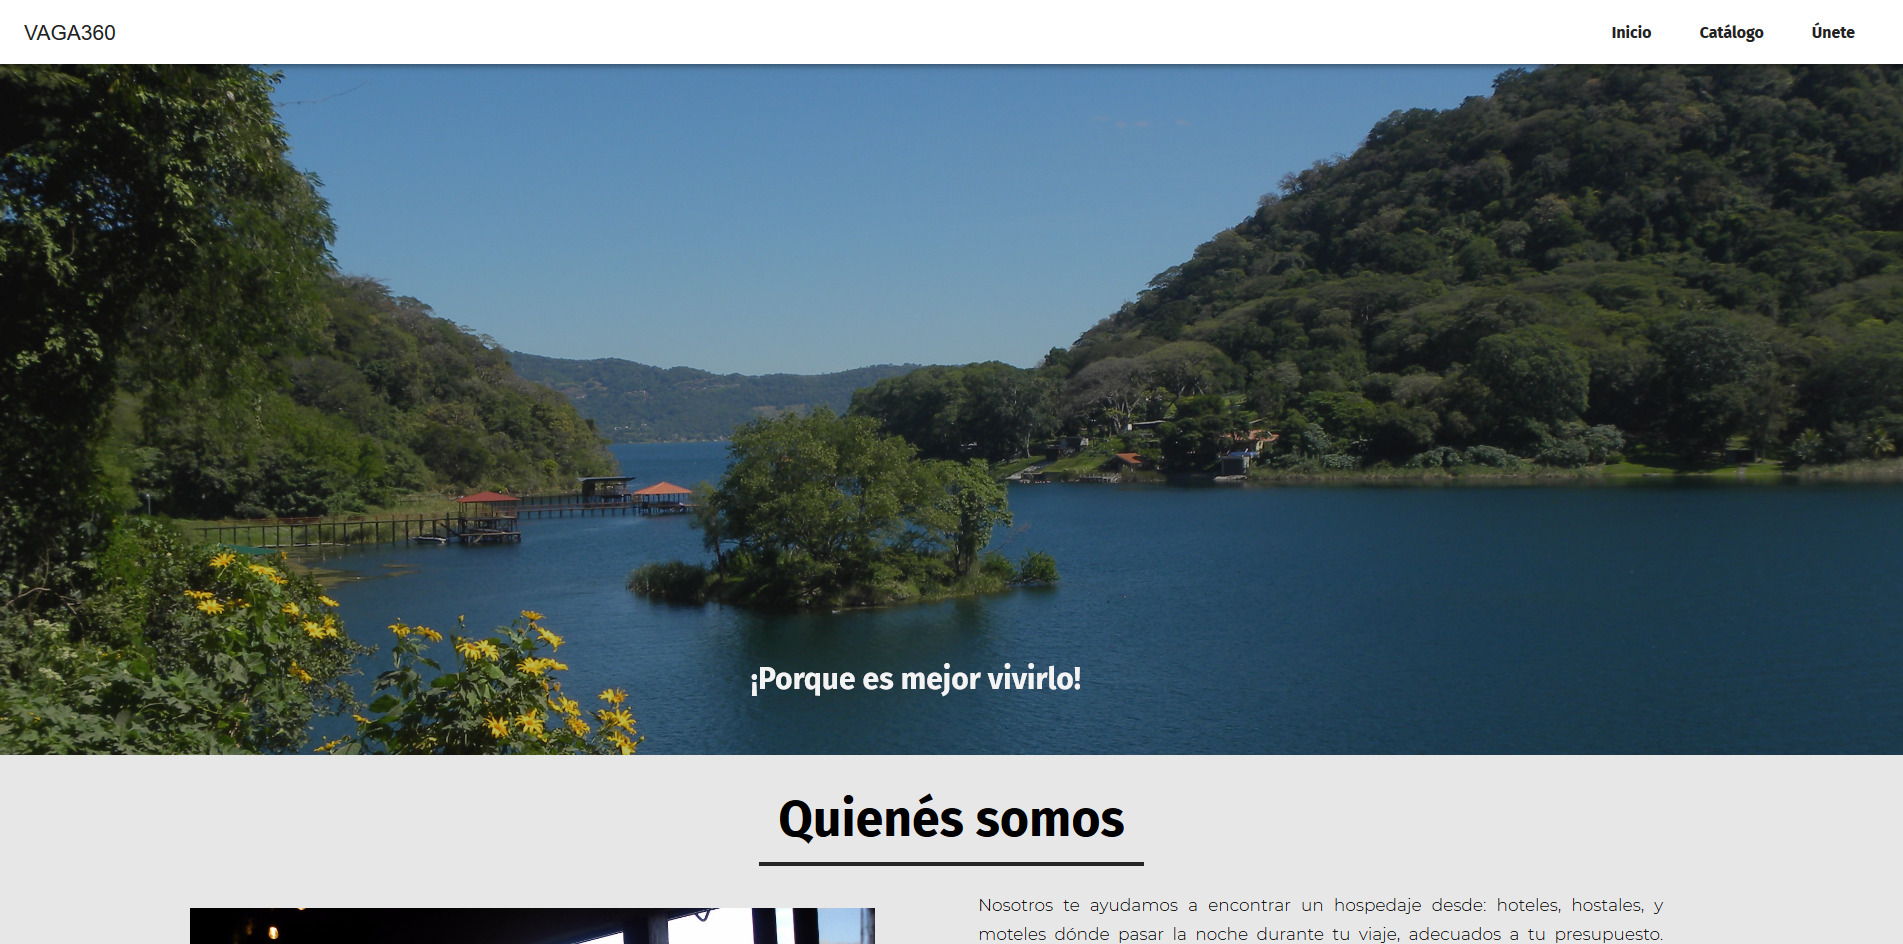 VAGA360
Inicio Catálogo Únete
¡Porque es mejor vivirlo!
Quienés somos
Nosotros te ayudamos a encontrar un hospedaje desde: hoteles, hostales, y
moteles dónde pasar la noche durante tu viaje, adecuados a tu presupuesto.